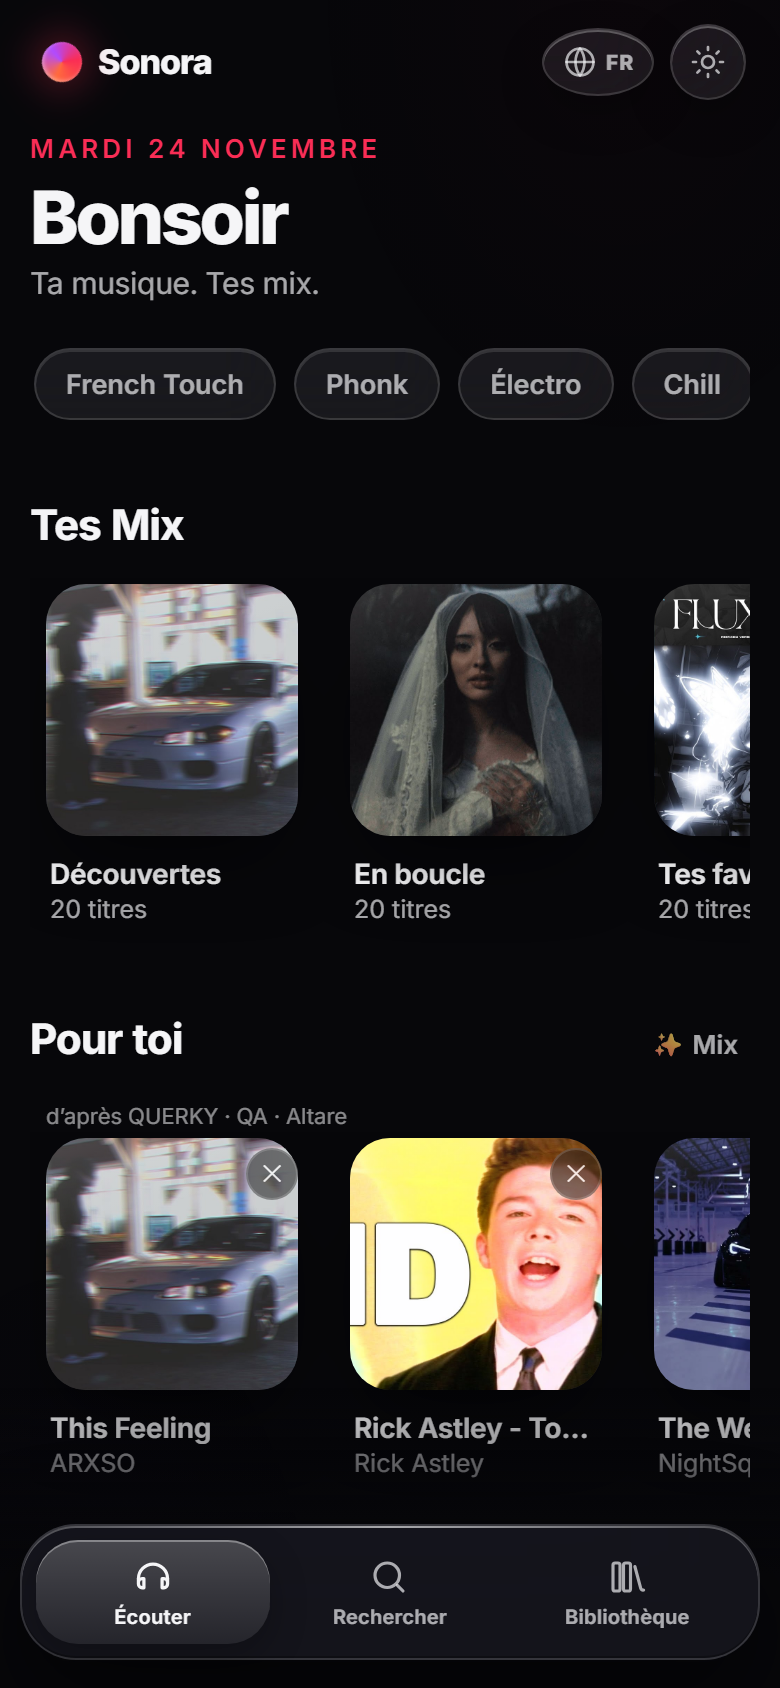 Sonora
FR
MARDI 24 NOVEMBRE
Bonsoir
Ta musique. Tes mix.
French Touch
Phonk
Électro
Chill
Tes Mix
FLUX
Découvertes
En boucle
Tes fav
20 titres
20 titres
20 titres
Pour toi
Mix
d’après QUERKY · QA · Altare
ID
This Feeling
Rick Astley - To...
The We
ARXSO
Rick Astley
NightSq
Écouter
Rechercher
Bibliothèque